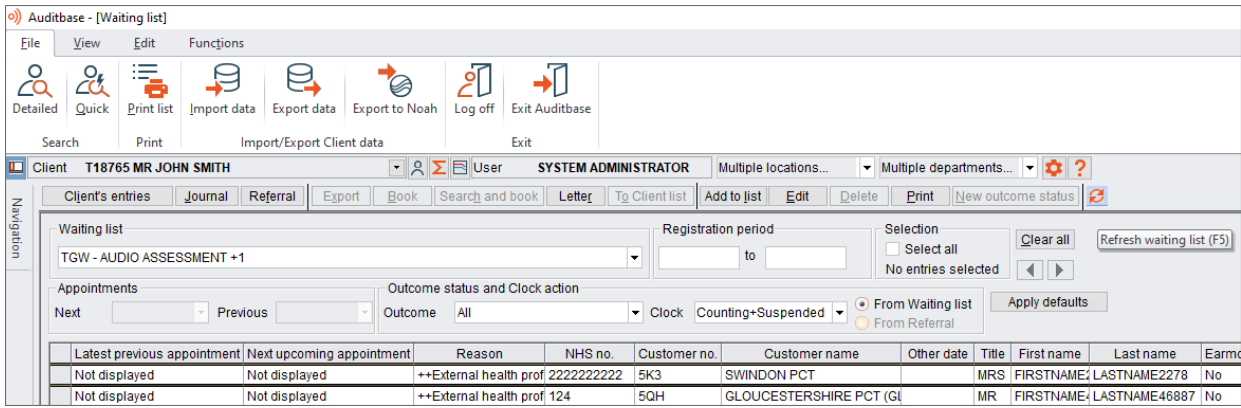 Auditbase - [Waiting list]
File View Edit Functions
Detailed Quick Print list Import data Export data Export to Noah Log off Exit Auditbase
Search Print Import/Export Client data Exit
Client T18765 MR JOHN SMITH User SYSTEM ADMINISTRATOR Multiple locations... Multiple departments... ?
Navigation
Client's entries Journal Referral Export Book Search and book Letter To Client list Add to list Edit Delete Print New outcome status
Waiting list Registration period Selection
TGW - AUDIO ASSESSMENT +1 to Select all Clear all Refresh waiting list (F5)
No entries selected
Appointments Outcome status and Clock action
Next Previous Outcome All Clock Counting+Suspended From Waiting list Apply defaults
From Referral
Latest previous appointment Next upcoming appointment Reason NHS no. Customer no. Customer name Other date Title First name Last name Earmo
Not displayed Not displayed ++External health prof 2222222222 5K3 SWINDON PCT MRS FIRSTNAME2 LASTNAME2278 No
Not displayed Not displayed ++External health prof 124 5QH GLOUCESTERSHIRE PCT (GL MR FIRSTNAME4 LASTNAME46887 No